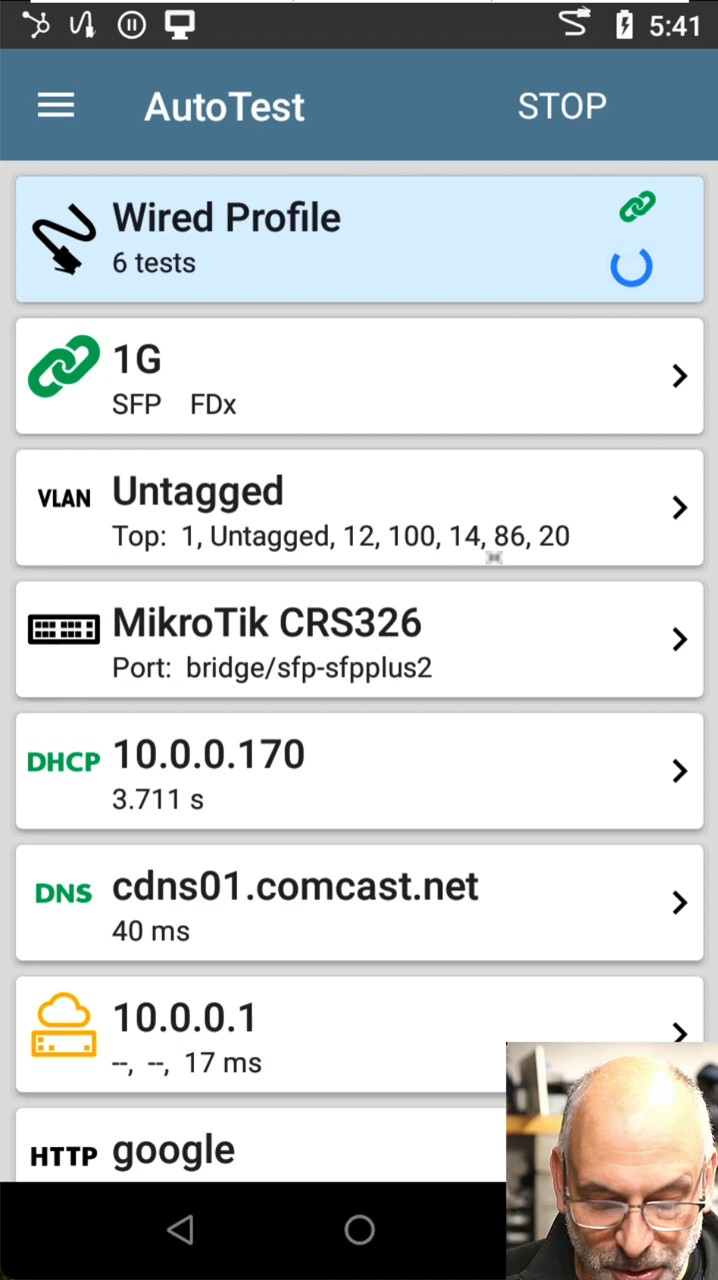 5:41
AutoTest STOP
Wired Profile
6 tests
1G
SFP FDx
VLAN Untagged
Top: 1, Untagged, 12, 100, 14, 86, 20
MikroTik CRS326
Port: bridge/sfp-sfpplus2
DHCP 10.0.0.170
3.711 s
DNS cdns01.comcast.net
40 ms
10.0.0.1
--, --, 17 ms
HTTP google